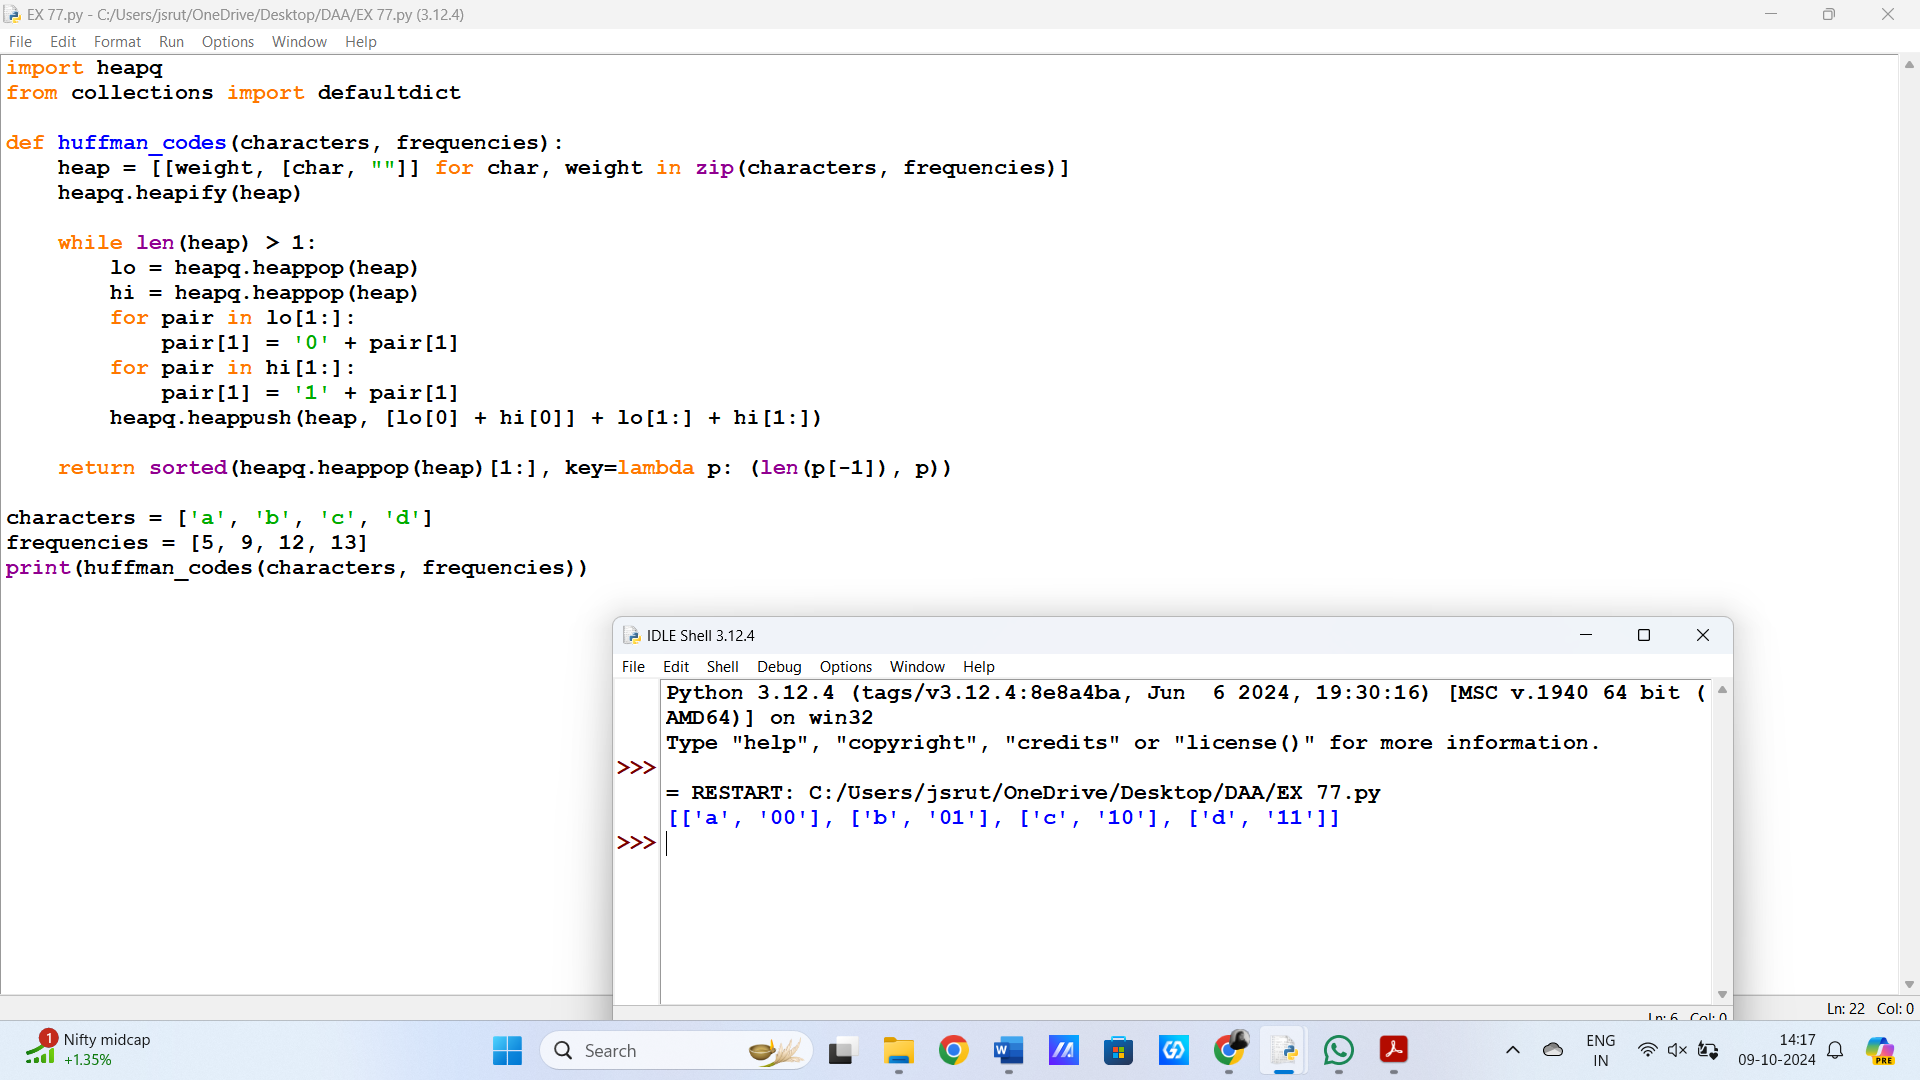 EX 77.py - C:/Users/jsrut/OneDrive/Desktop/DAA/EX 77.py (3.12.4)
File Edit Format Run Options Window Help
import heapq
from collections import defaultdict

def huffman_codes(characters, frequencies):
    heap = [[weight, [char, ""]] for char, weight in zip(characters, frequencies)]
    heapq.heapify(heap)

    while len(heap) > 1:
        lo = heapq.heappop(heap)
        hi = heapq.heappop(heap)
        for pair in lo[1:]:
            pair[1] = '0' + pair[1]
        for pair in hi[1:]:
            pair[1] = '1' + pair[1]
        heapq.heappush(heap, [lo[0] + hi[0]] + lo[1:] + hi[1:])

    return sorted(heapq.heappop(heap)[1:], key=lambda p: (len(p[-1]), p))

characters = ['a', 'b', 'c', 'd']
frequencies = [5, 9, 12, 13]
print(huffman_codes(characters, frequencies))
IDLE Shell 3.12.4
File Edit Shell Debug Options Window Help
Python 3.12.4 (tags/v3.12.4:8e8a4ba, Jun  6 2024, 19:30:16) [MSC v.1940 64 bit (
AMD64)] on win32
Type "help", "copyright", "credits" or "license()" for more information.
>>>
= RESTART: C:/Users/jsrut/OneDrive/Desktop/DAA/EX 77.py
[['a', '00'], ['b', '01'], ['c', '10'], ['d', '11']]
>>>
Ln: 6 Col: 0
Ln: 22 Col: 0
1
Nifty midcap
+1.35%
Search
PRE
ENG
IN
14:17
09-10-2024